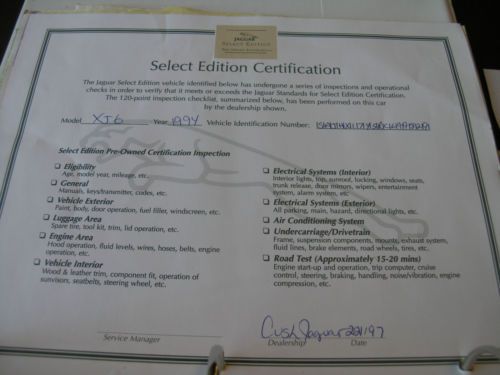 JAGUAR
SELECT EDITION
Select Edition Certification
The Jaguar Select Edition vehicle identified below has undergone a series of inspections and operational
checks in order to verify that it meets or exceeds the Jaguar Standards for Select Edition Certification.
The 120-point inspection checklist, summarized below, has been performed on this car
by the dealership shown.
Model XJ6 Year 1994 Vehicle Identification Number:
Select Edition Pre-Owned Certification Inspection
❑ Eligibility
Age, model year, mileage, etc.
❑ General
Manuals, keys/transmitter, codes, etc.
❑ Vehicle Exterior
Paint, body, door operation, fuel filler, windscreen, etc.
❑ Luggage Area
Spare tire, tool kit, trim, lid operation, etc.
❑ Engine Area
Hood operation, fluid levels, wires, hoses, belts, engine
operation, etc.
❑ Vehicle Interior
Wood & leather trim, component fit, operation of
sunvisors, seatbelts, steering wheel, etc.
❑ Electrical Systems (Interior)
Interior lights, top, sunroof, locking, windows, seats,
trunk release, door mirrors, wipers, entertainment
system, alarm system, etc.
❑ Electrical Systems (Exterior)
All parking, main, hazard, directional lights, etc.
❑ Air Conditioning System
❑ Undercarriage/Drivetrain
Frame, suspension components, mounts, exhaust system,
fluid lines, brake elements, road wheels, tires, etc.
❑ Road Test (Approximately 15-20 mins)
Engine start-up and operation, trip computer, cruise
control, steering, braking, handling, noise/vibration, engine
compression, etc.
Jaguar
Service Manager
Dealership Date